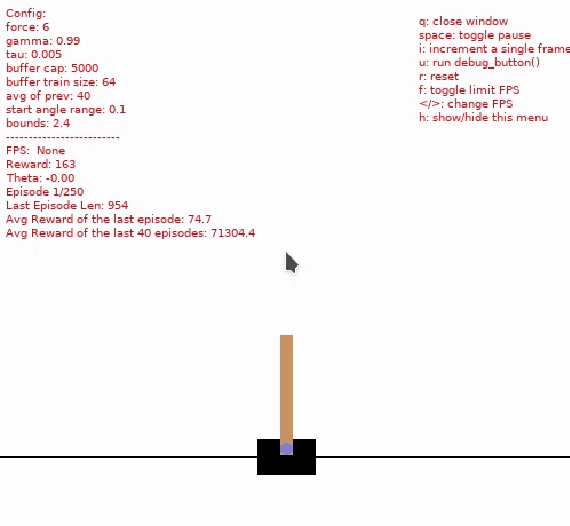 Config:
force: 6
gamma: 0.99
tau: 0.005
buffer cap: 5000
buffer train size: 64
avg of prev: 40
start angle range: 0.1
bounds: 2.4
-------------------------
FPS: None
Reward: 163
Theta: -0.00
Episode 1/250
Last Episode Len: 954
Avg Reward of the last episode: 74.7
Avg Reward of the last 40 episodes: 71304.4
q: close window
space: toggle pause
i: increment a single frame
u: run debug_button()
r: reset
f: toggle limit FPS
</>: change FPS
h: show/hide this menu